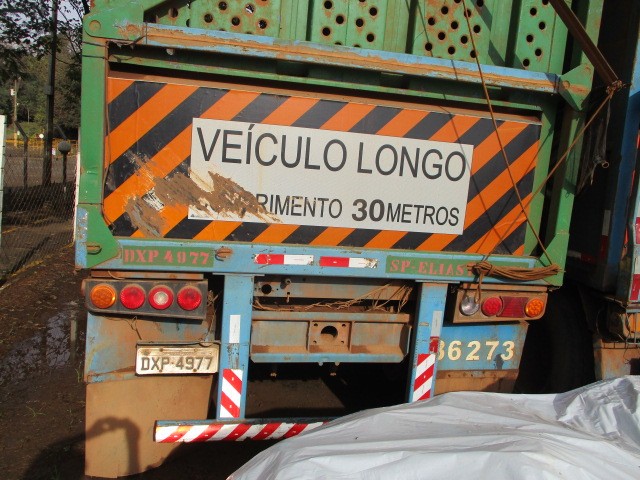 VEÍCULO LONGO
RIMENTO 30 METROS
DXP 4977
SP-ELIAS
36273
DXP-4977